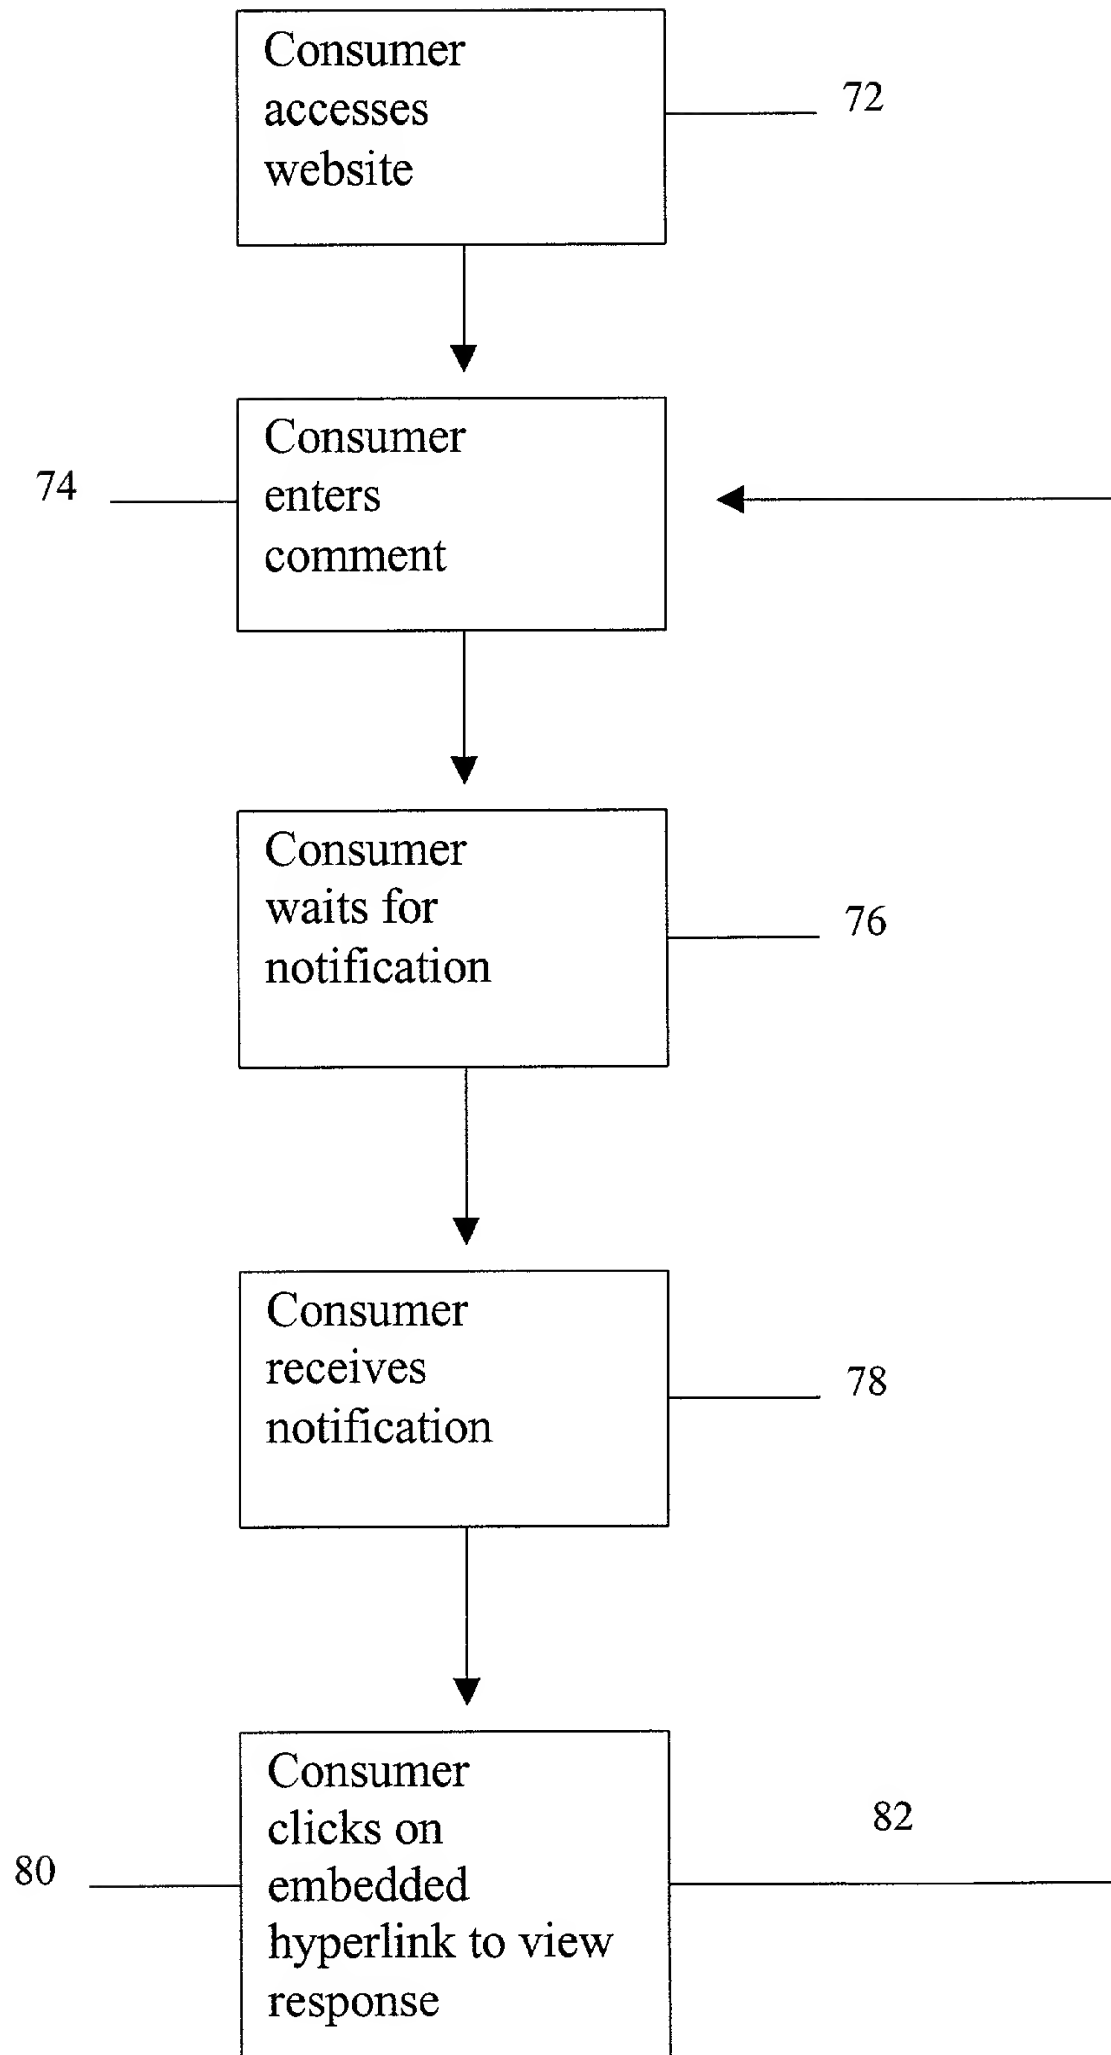 Consumer
accesses
website
72
Consumer
enters
comment
74
Consumer
waits for
notification
76
Consumer
receives
notification
78
Consumer
clicks on
embedded
hyperlink to view
response
80
82